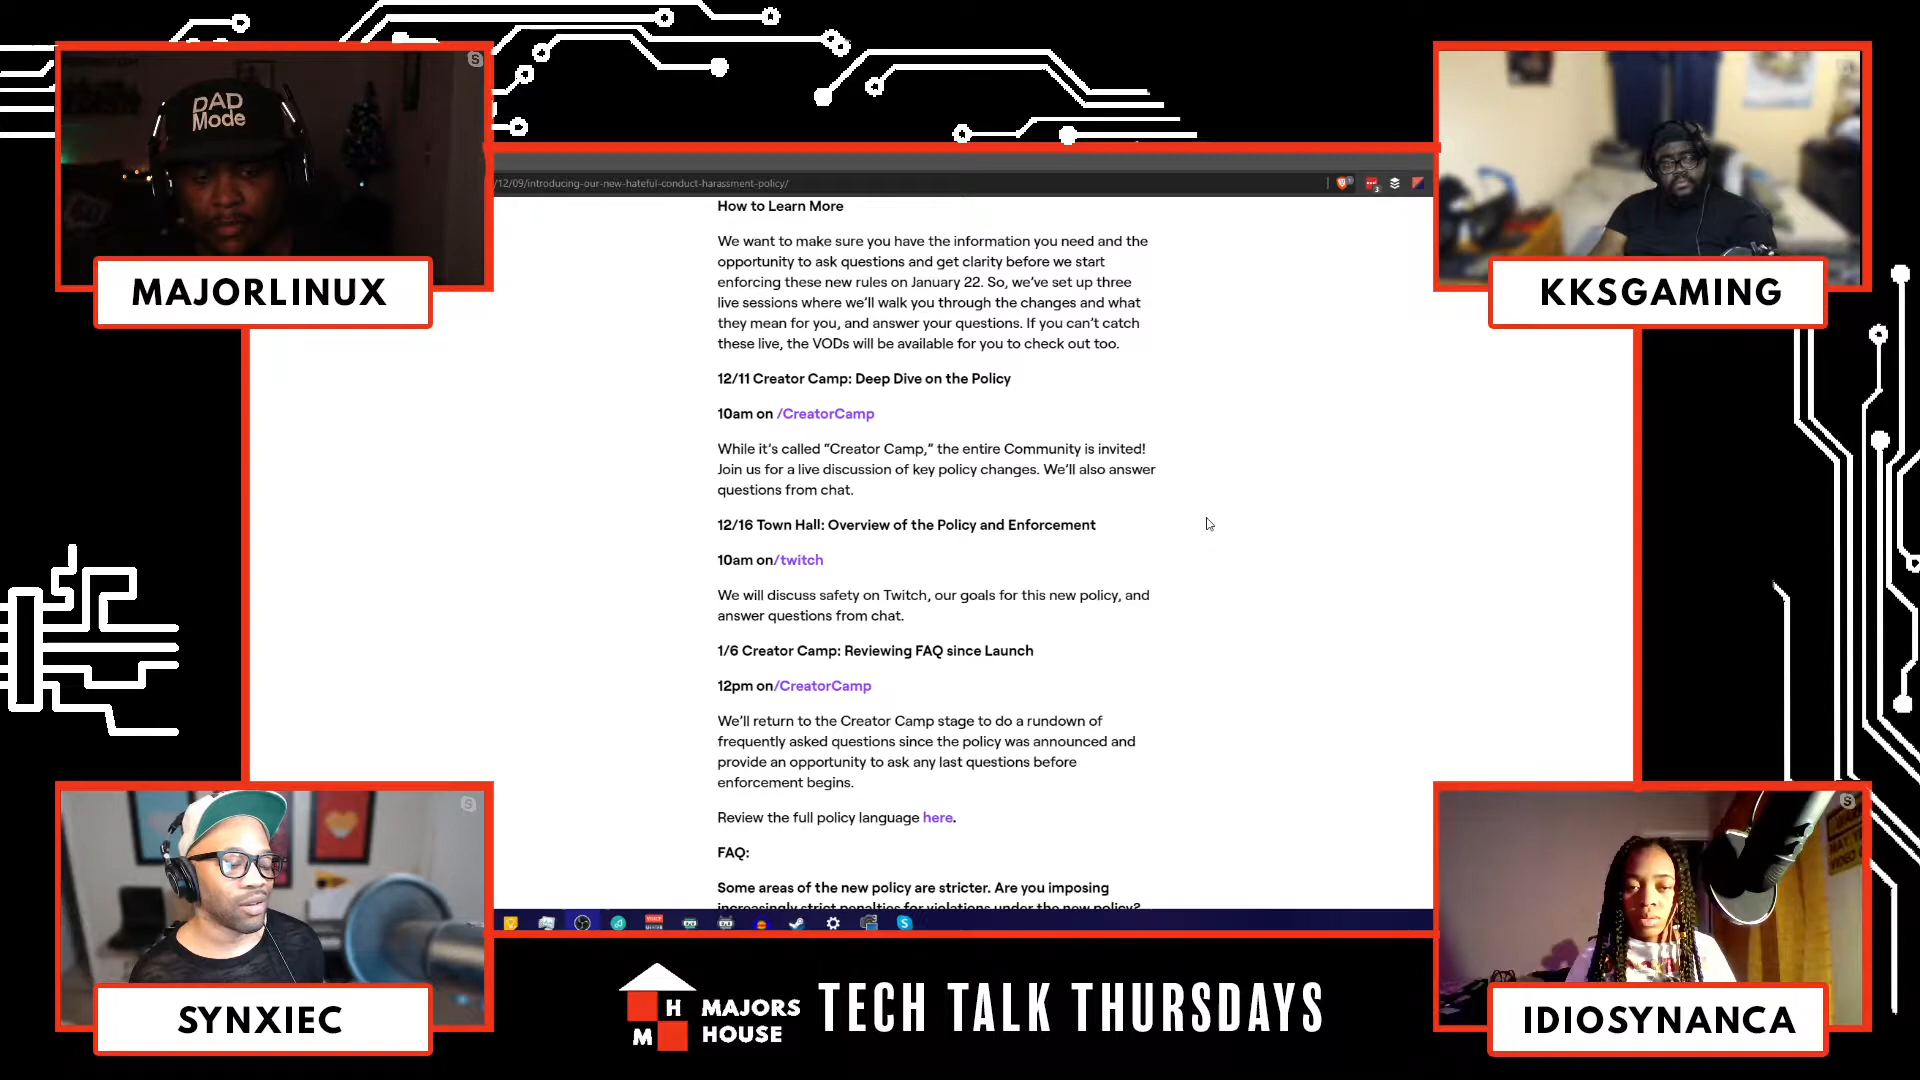 DAD
Mode
MAJORLINUX
KKSGAMING
/12/09/introducing-our-new-hateful-conduct-harassment-policy/
How to Learn More
We want to make sure you have the information you need and the
opportunity to ask questions and get clarity before we start
enforcing these new rules on January 22. So, we’ve set up three
live sessions where we’ll walk you through the changes and what
they mean for you, and answer your questions. If you can’t catch
these live, the VODs will be available for you to check out too.
12/11 Creator Camp: Deep Dive on the Policy
10am on /CreatorCamp
While it’s called “Creator Camp,” the entire Community is invited!
Join us for a live discussion of key policy changes. We’ll also answer
questions from chat.
12/16 Town Hall: Overview of the Policy and Enforcement
10am on/twitch
We will discuss safety on Twitch, our goals for this new policy, and
answer questions from chat.
1/6 Creator Camp: Reviewing FAQ since Launch
12pm on/CreatorCamp
We’ll return to the Creator Camp stage to do a rundown of
frequently asked questions since the policy was announced and
provide an opportunity to ask any last questions before
enforcement begins.
Review the full policy language here.
FAQ:
Some areas of the new policy are stricter. Are you imposing
increasingly strict penalties for violations under the new policy?
SYNXIEC
IDIOSYNANCA
H
M
MAJORS
HOUSE
TECH TALK THURSDAYS